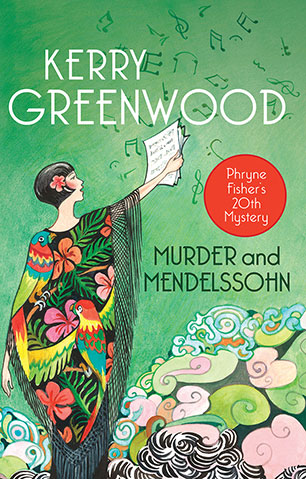 KERRY
GREENWOOD
Phryne
Fisher's
20th
Mystery
MURDER and
MENDELSSOHN